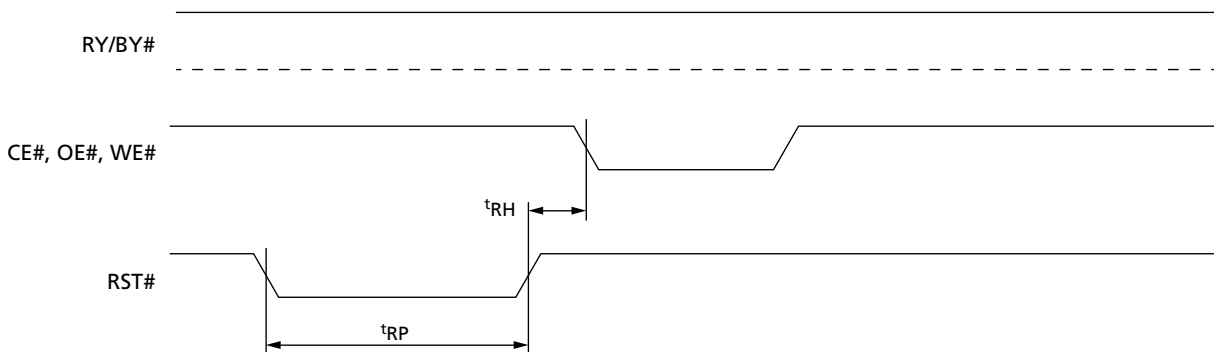 RY/BY#
CE#, OE#, WE#
tRH
RST#
tRP